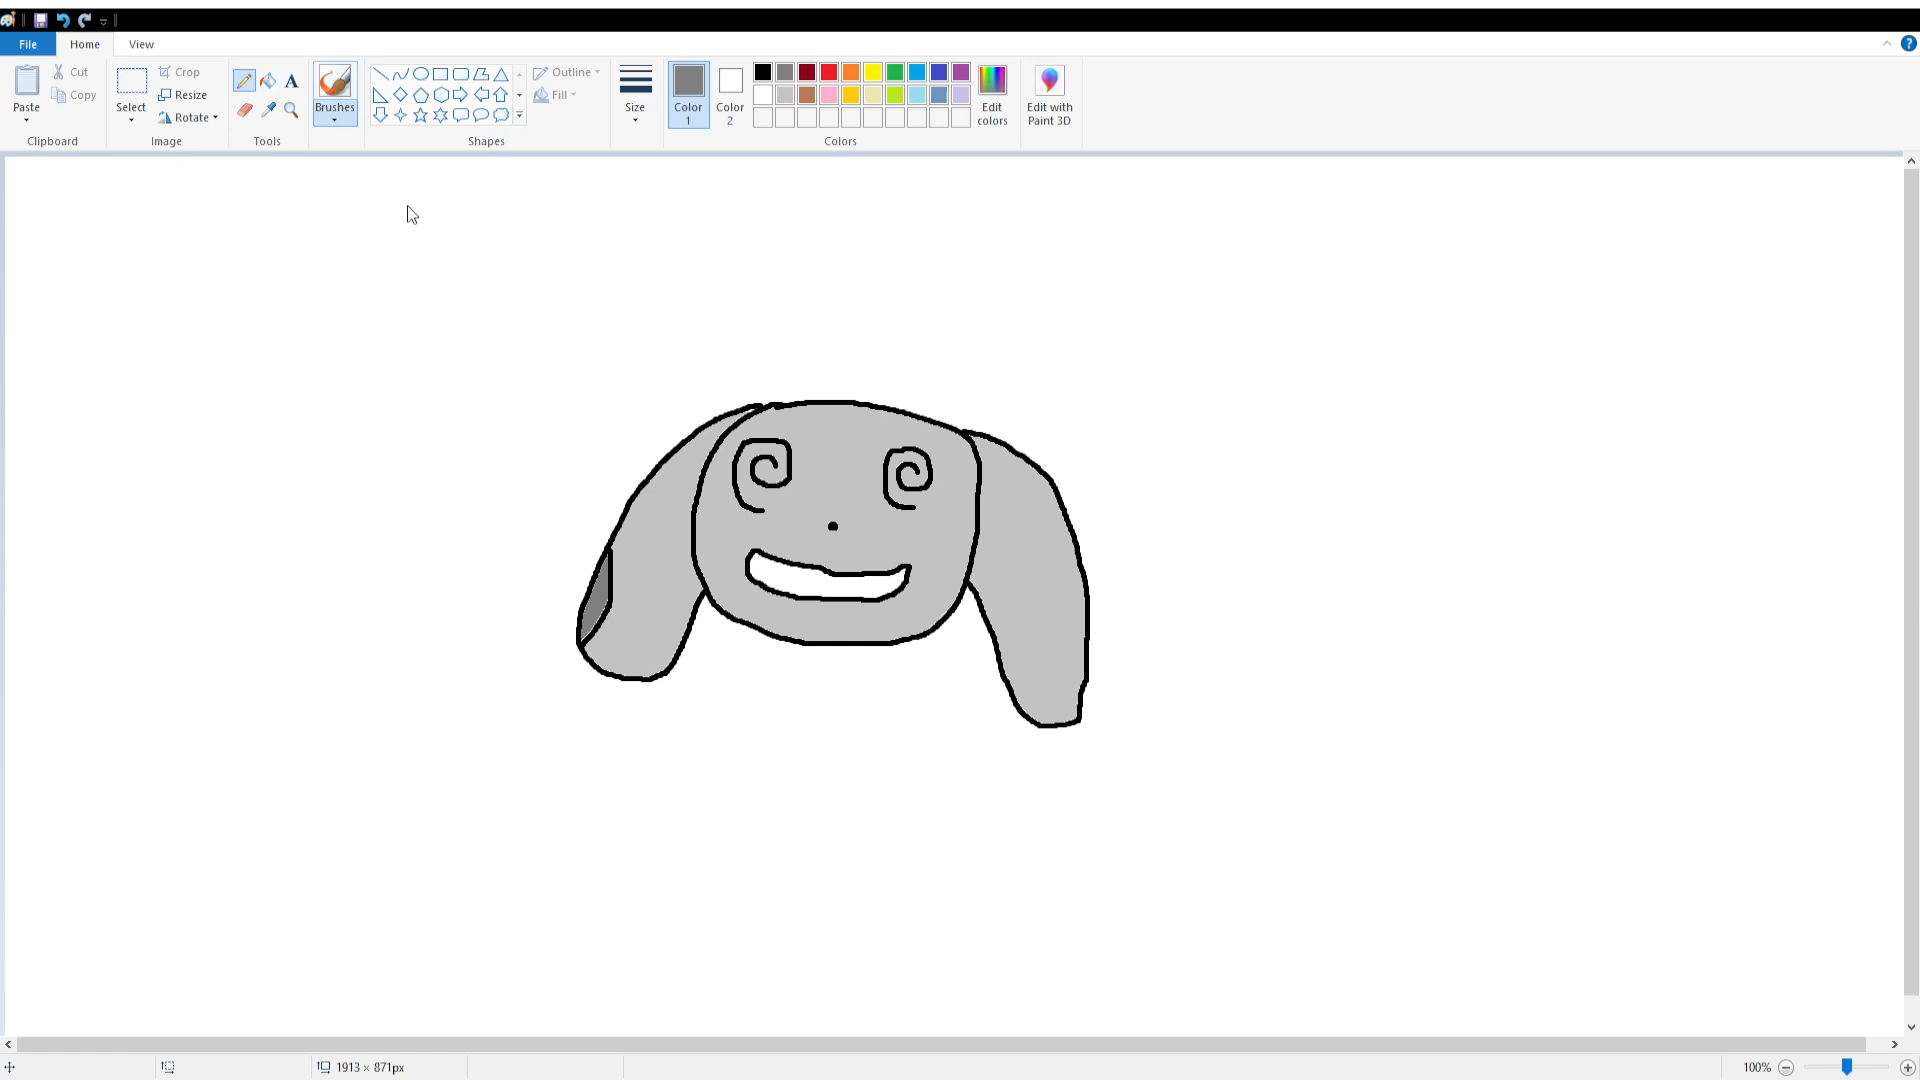 File Home View
Paste Cut Copy Select Crop Resize Rotate A Brushes Outline Fill Size Color 1 Color 2 Edit colors Edit with Paint 3D
Clipboard Image Tools Shapes Colors
1913 × 871px 100%